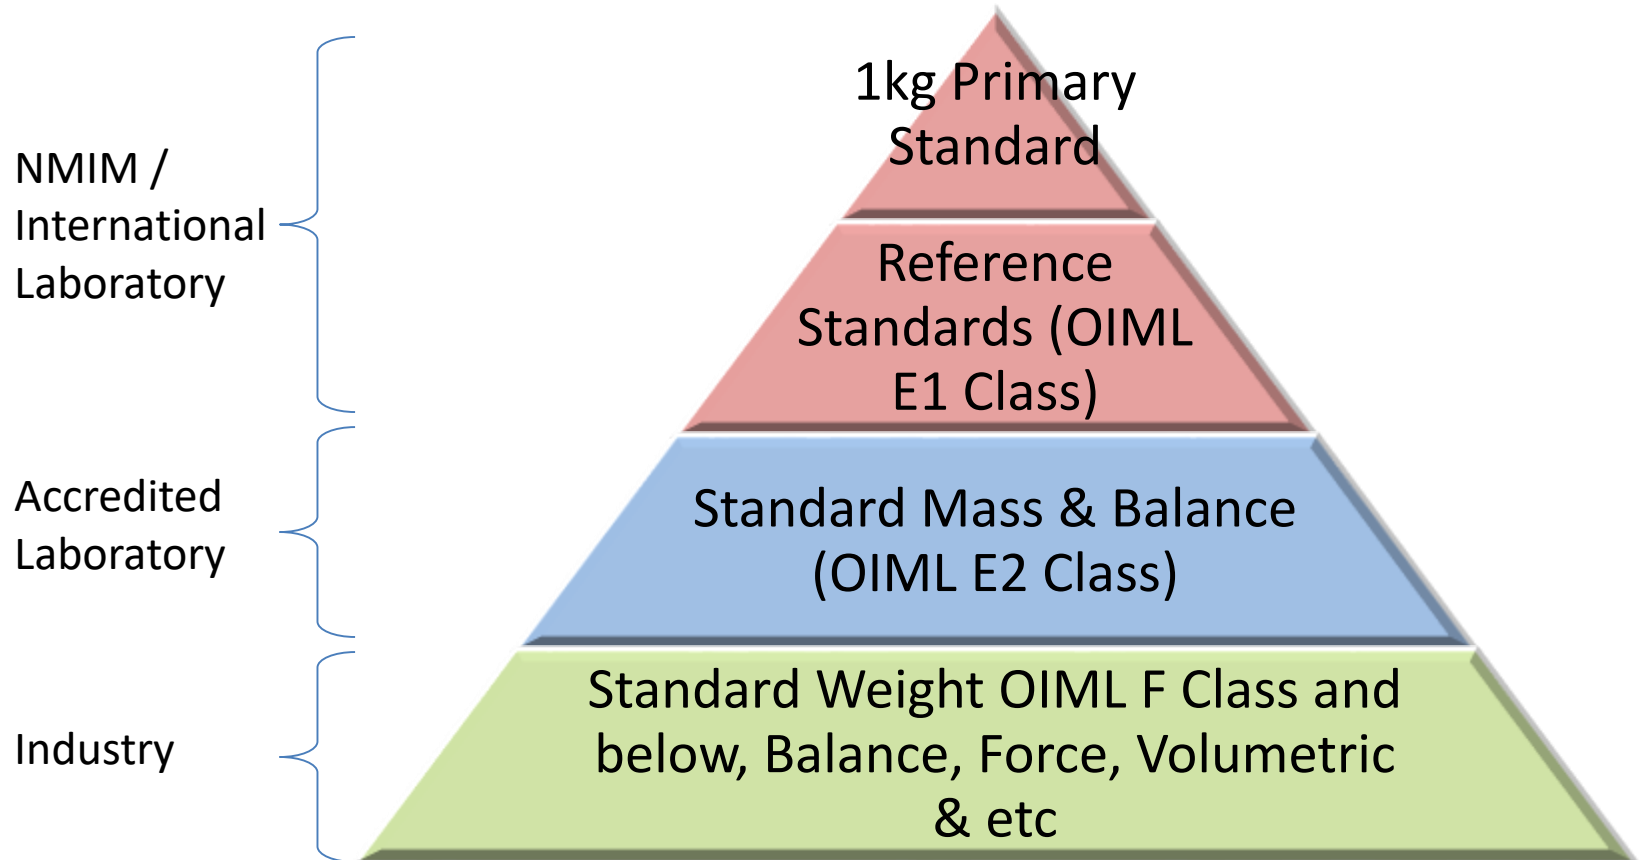 1kg Primary
Standard
NMIM /
International
Laboratory
Reference
Standards (OIML
E1 Class)
Accredited
Laboratory
Standard Mass & Balance
(OIML E2 Class)
Industry
Standard Weight OIML F Class and
below, Balance, Force, Volumetric
& etc